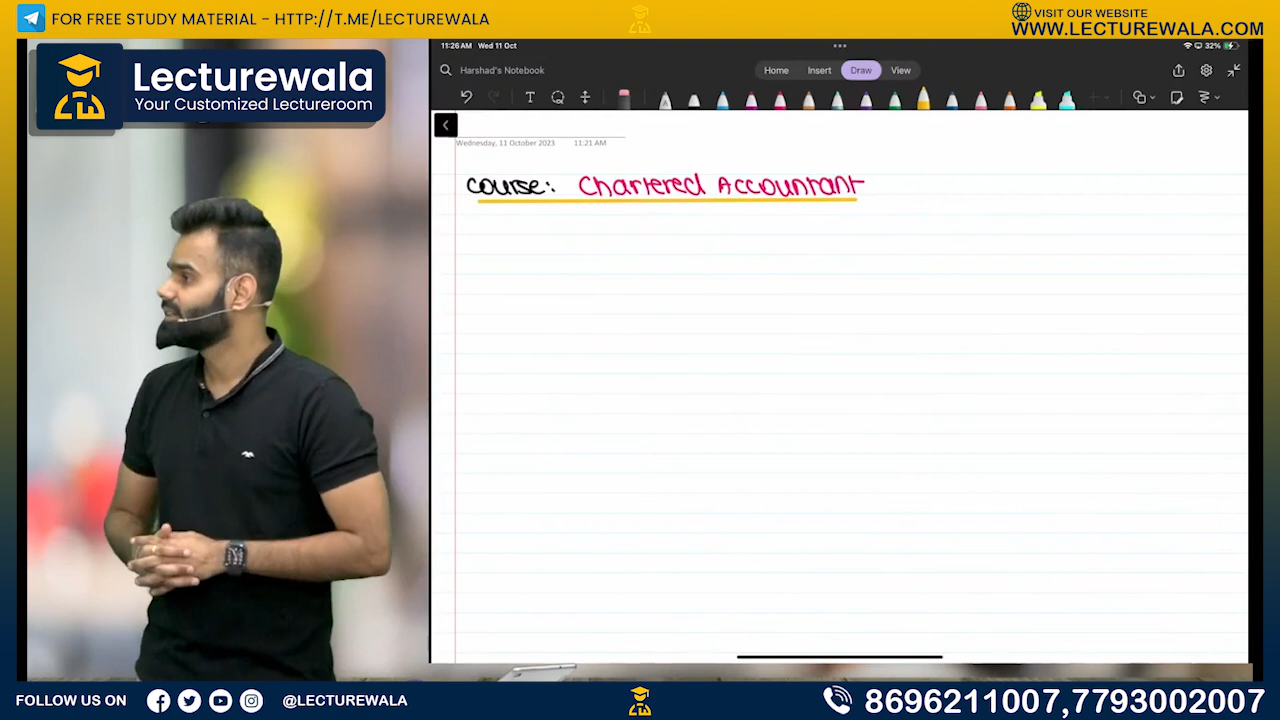 FOR FREE STUDY MATERIAL - HTTP://T.ME/LECTUREWALA
VISIT OUR WEBSITE
WWW.LECTUREWALA.COM
Lecturewala
Your Customized Lectureroom
11:26 AM Wed 11 Oct
32%
Harshad's Notebook
Home Insert Draw View
Wednesday, 11 October 2023 11:21 AM
Course: Chartered Accountant
FOLLOW US ON
@LECTUREWALA
8696211007,7793002007